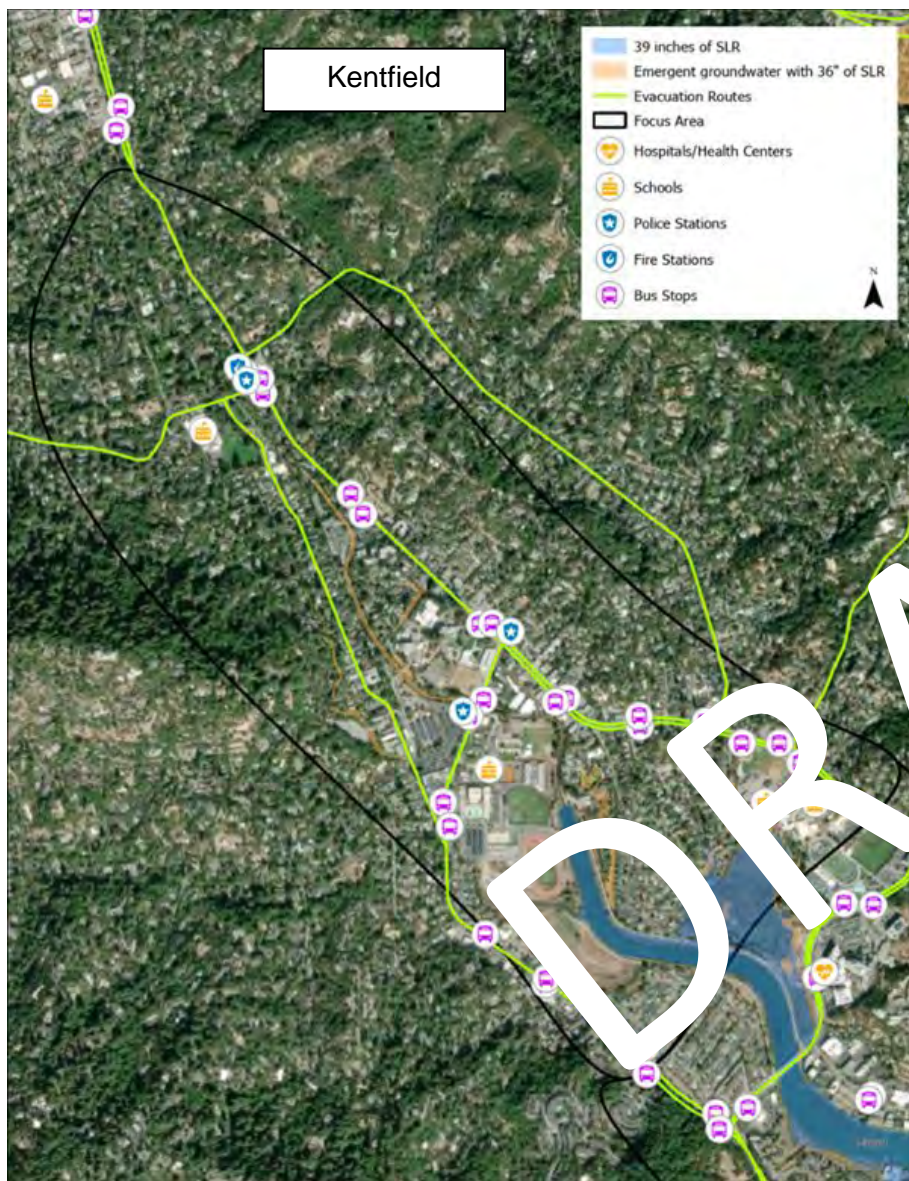 Kentfield
39 inches of SLR
Emergent groundwater with 36" of SLR
Evacuation Routes
Focus Area
Hospitals/Health Centers
Schools
Police Stations
Fire Stations
Bus Stops
N
DRA